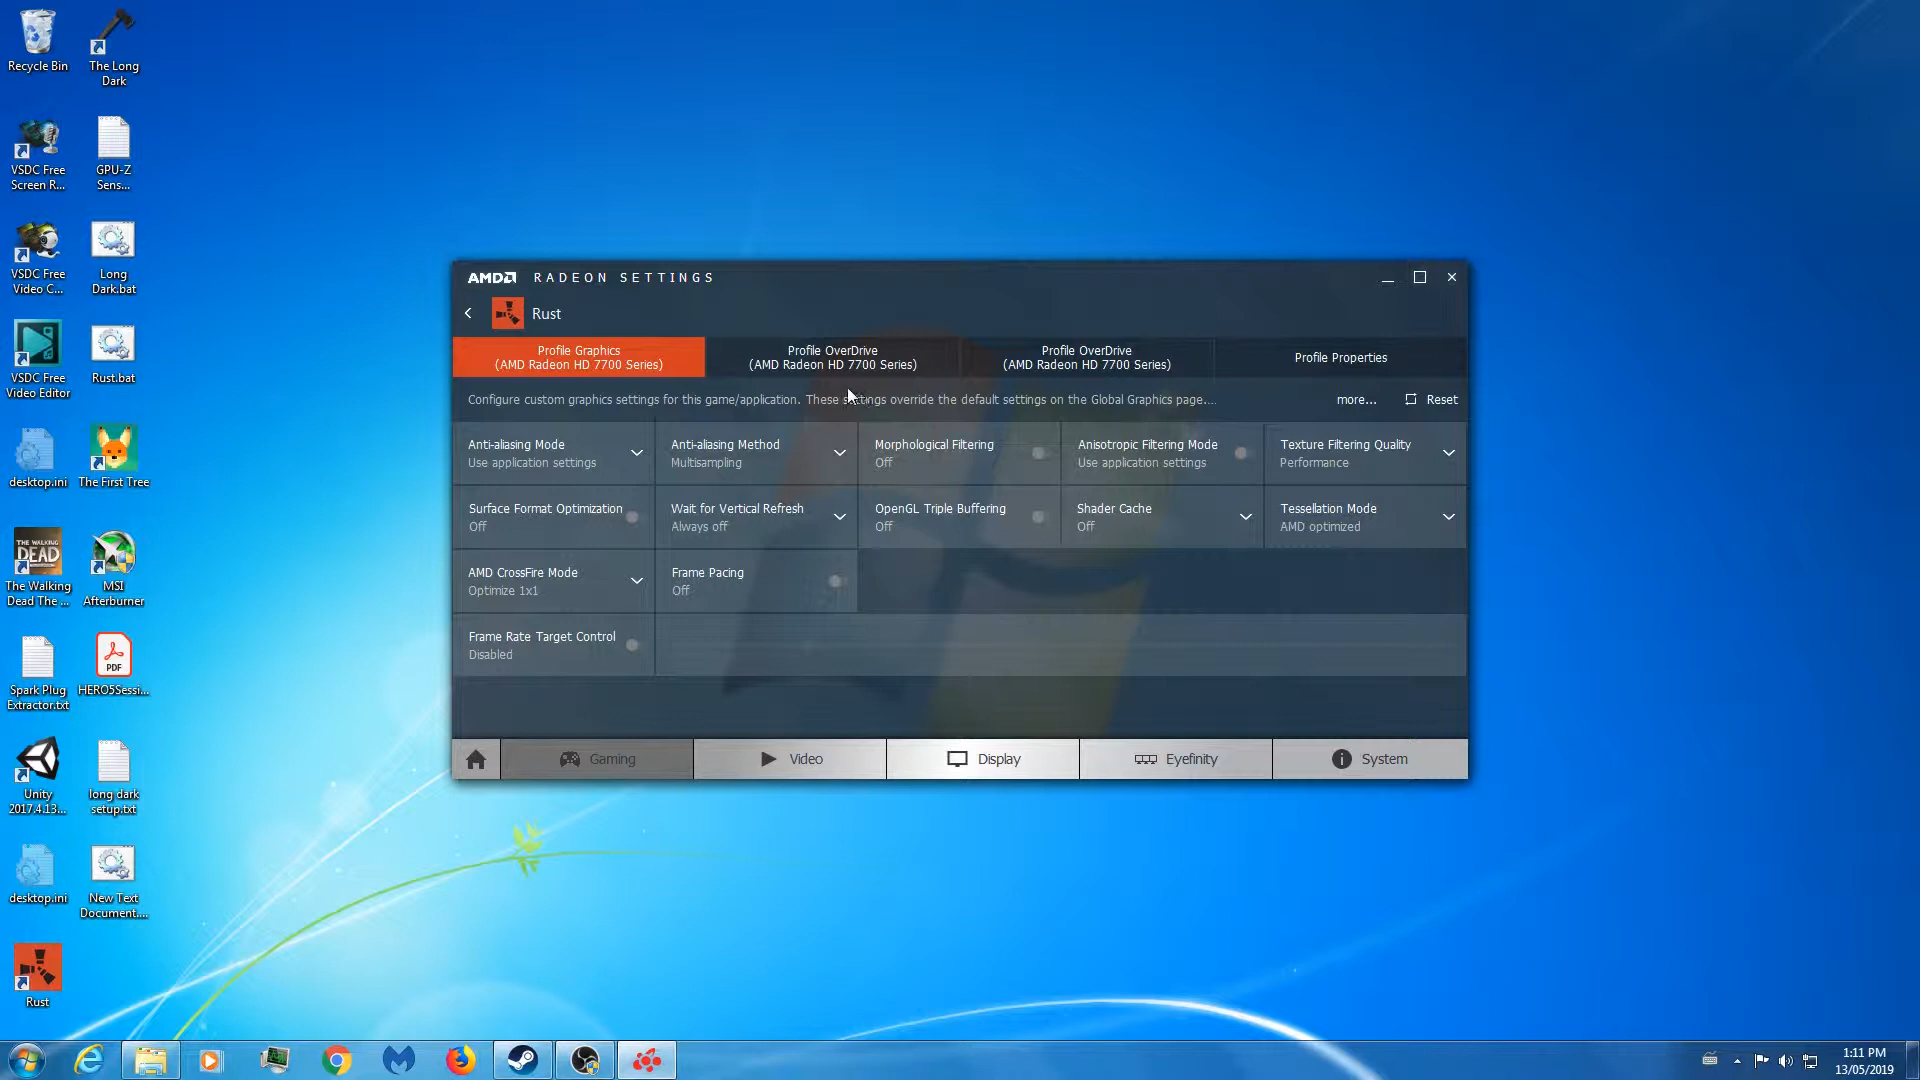 Recycle Bin
The Long
Dark
VSDC Free
Screen R...
GPU-Z
Sens...
VSDC Free
Video C...
Long
Dark.bat
VSDC Free
Video Editor
Rust.bat
desktop.ini
The First Tree
THE WALKING
DEAD
The Walking
Dead The ...
MSI
Afterburner
Spark Plug
Extractor.txt
PDF
HERO5Sessi...
Unity
2017.4.13...
long dark
setup.txt
desktop.ini
New Text
Document....
Rust
AMD RADEON SETTINGS
Rust
Profile Graphics
(AMD Radeon HD 7700 Series)
Profile OverDrive
(AMD Radeon HD 7700 Series)
Profile OverDrive
(AMD Radeon HD 7700 Series)
Profile Properties
Configure custom graphics settings for this game/application. These settings override the default settings on the Global Graphics page....
more...
Reset
Anti-aliasing Mode
Use application settings
Anti-aliasing Method
Multisampling
Morphological Filtering
Off
Anisotropic Filtering Mode
Use application settings
Texture Filtering Quality
Performance
Surface Format Optimization
Off
Wait for Vertical Refresh
Always off
OpenGL Triple Buffering
Off
Shader Cache
Off
Tessellation Mode
AMD optimized
AMD CrossFire Mode
Optimize 1x1
Frame Pacing
Off
Frame Rate Target Control
Disabled
Gaming
Video
Display
Eyefinity
System
1:11 PM
13/05/2019